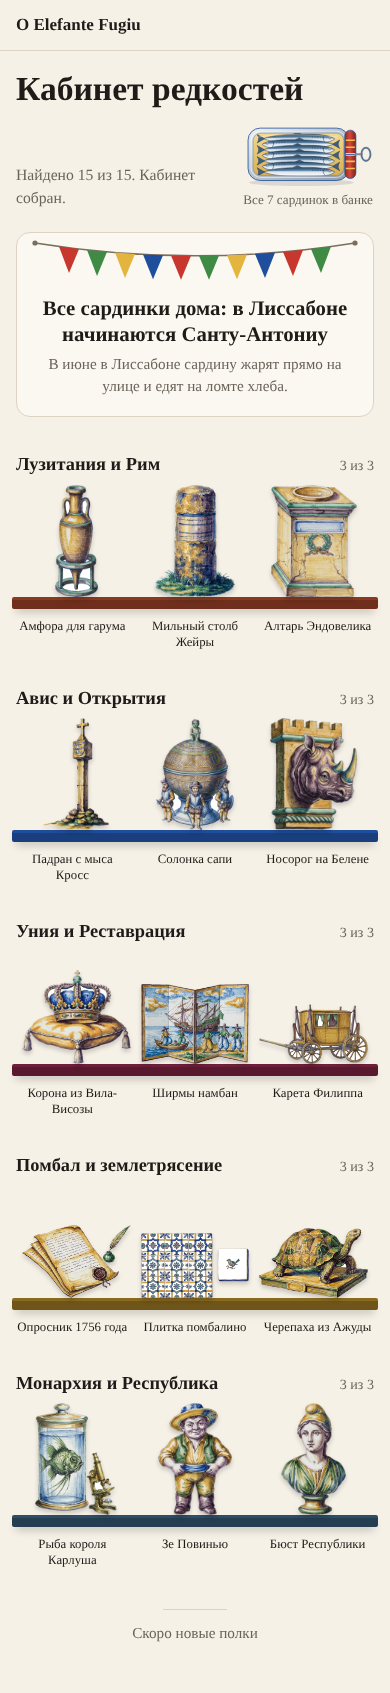 O Elefante Fugiu
Кабинет редкостей
Найдено 15 из 15. Кабинет
собран.
Все 7 сардинок в банке
Все сардинки дома: в Лиссабоне
начинаются Санту-Антониу
В июне в Лиссабоне сардину жарят прямо на
улице и едят на ломте хлеба.
Лузитания и Рим
3 из 3
Амфора для гарума
Мильный столб
Жейры
Алтарь Эндовелика
Авис и Открытия
3 из 3
Падран с мыса
Кросс
Солонка сапи
Носорог на Белене
Уния и Реставрация
3 из 3
Корона из Вила-
Висозы
Ширмы намбан
Карета Филиппа
Помбал и землетрясение
3 из 3
Опросник 1756 года
Плитка помбалино
Черепаха из Ажуды
Монархия и Республика
3 из 3
Рыба короля
Карлуша
Зе Повинью
Бюст Республики
Скоро новые полки